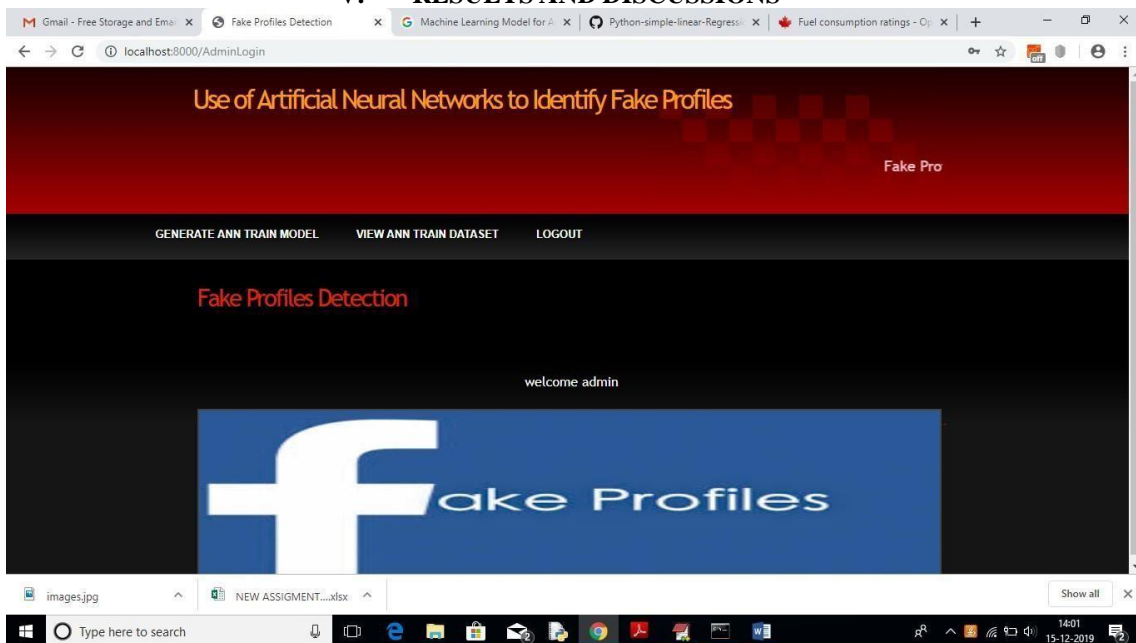 V. RESULTS AND DISCUSSIONS
Gmail - Free Storage and Emai
Fake Profiles Detection
Machine Learning Model for A
Python-simple-linear-Regressi
Fuel consumption ratings - Op
localhost:8000/AdminLogin
off
Use of Artificial Neural Networks to Identify Fake Profiles
Fake Pro
GENERATE ANN TRAIN MODEL VIEW ANN TRAIN DATASET LOGOUT
Fake Profiles Detection
welcome admin
fake Profiles
images.jpg
NEW ASSIGMENT....xlsx
Show all
Type here to search
14:01
15-12-2019